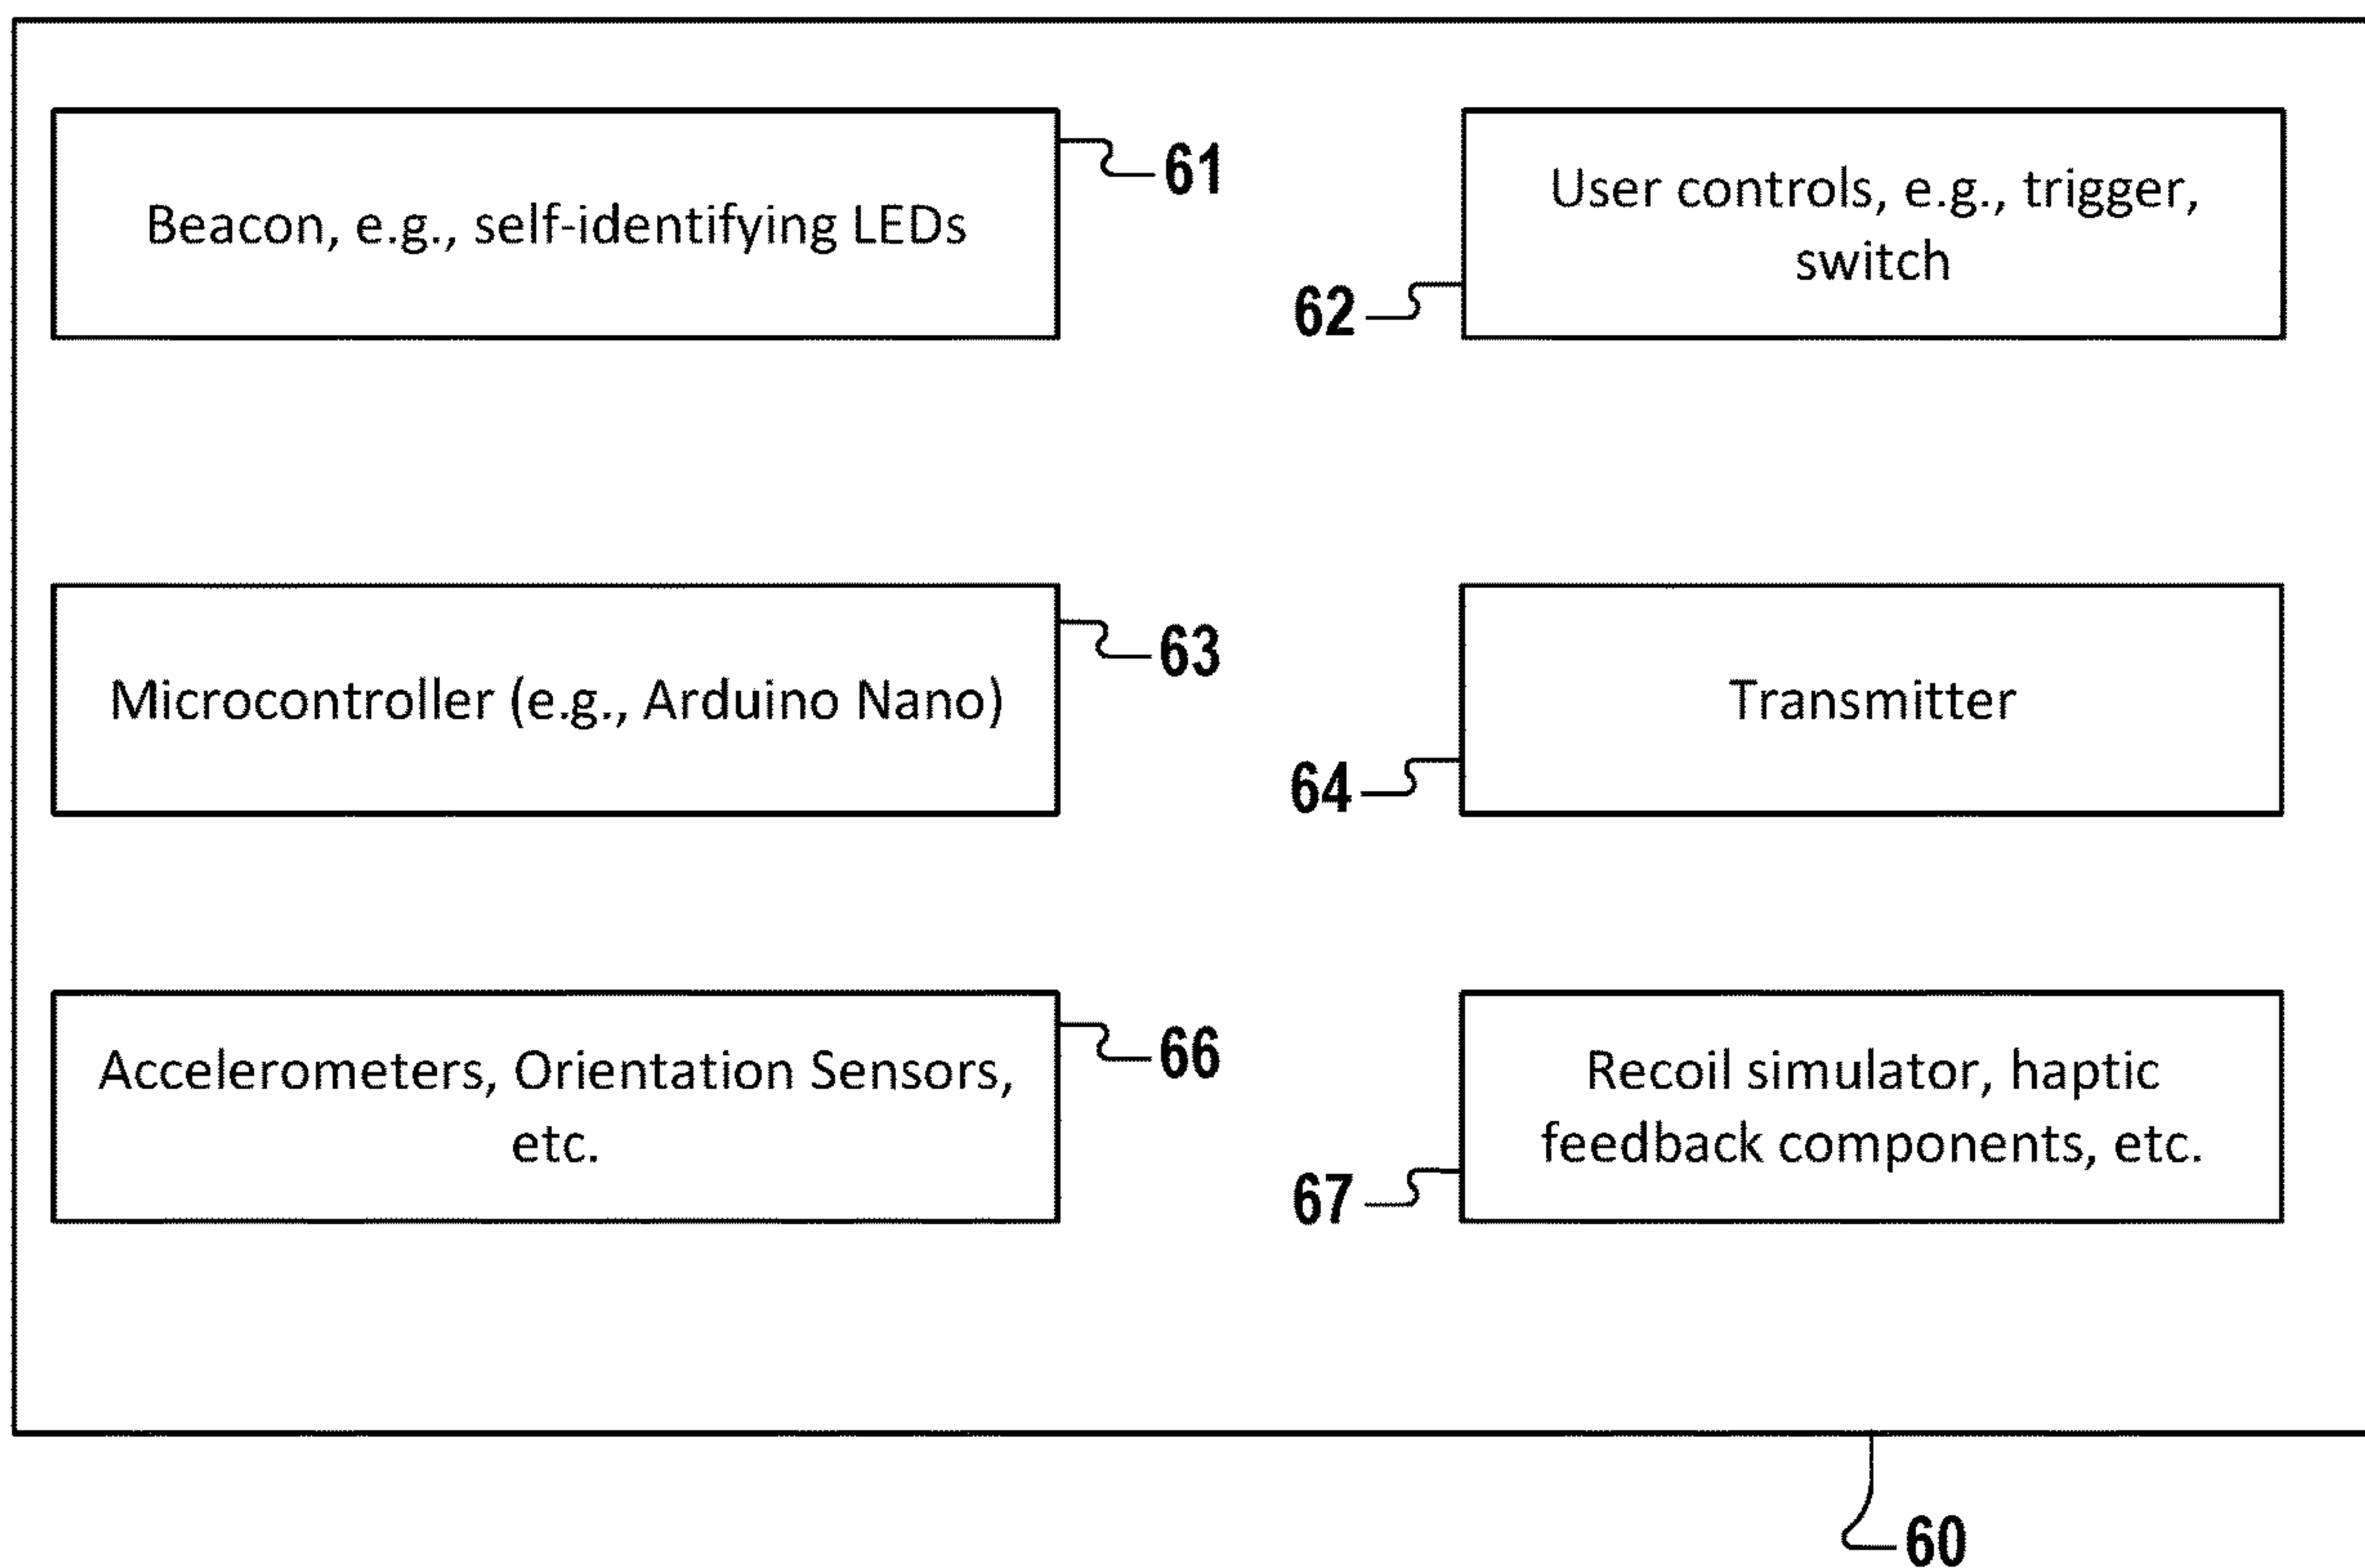 Beacon, e.g., self-identifying LEDs
61
User controls, e.g., trigger,
switch
62
Microcontroller (e.g., Arduino Nano)
63
Transmitter
64
Accelerometers, Orientation Sensors,
etc.
66
Recoil simulator, haptic
feedback components, etc.
67
60